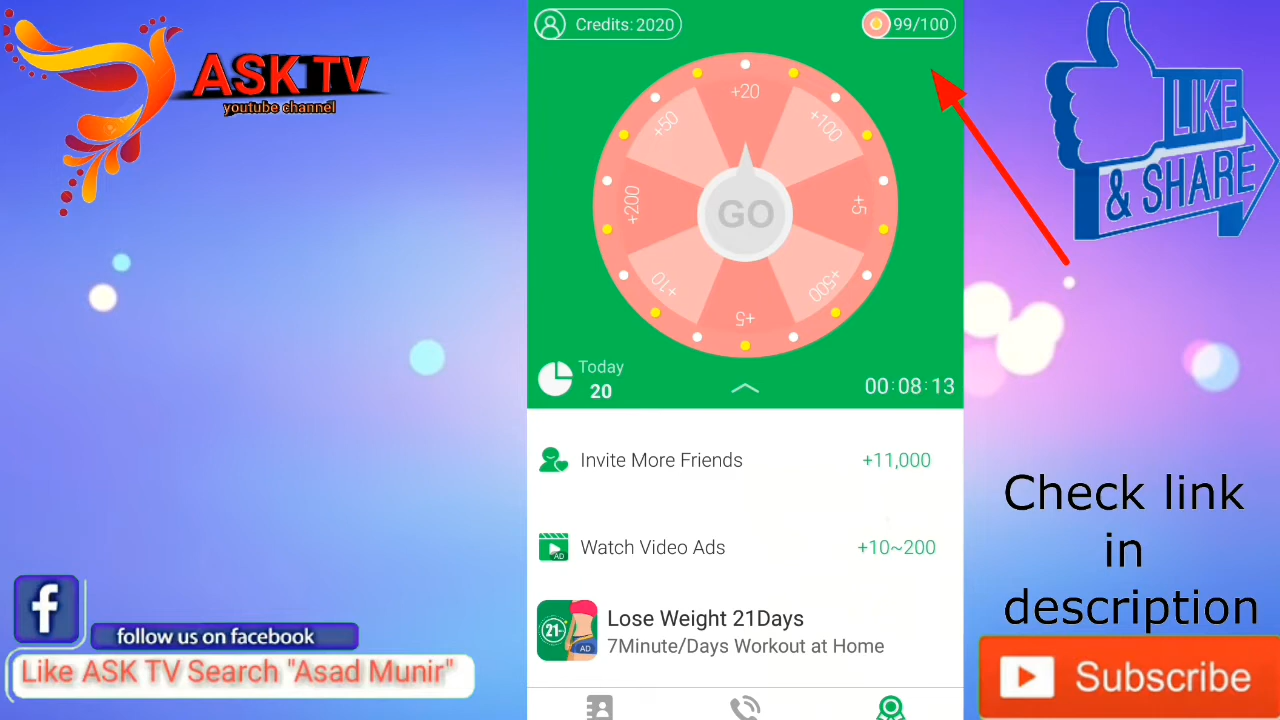 ASK TV
youtube channel
Credits: 2020
99/100
+20
+50
+100
+200
+5
+10
+500
+5
GO
Today
20
00:08:13
Invite More Friends
+11,000
AD
Watch Video Ads
+10~200
21
AD
Lose Weight 21Days
7Minute/Days Workout at Home
LIKE
& SHARE
Check link
in
description
Subscribe
f
follow us on facebook
Like ASK TV Search "Asad Munir"